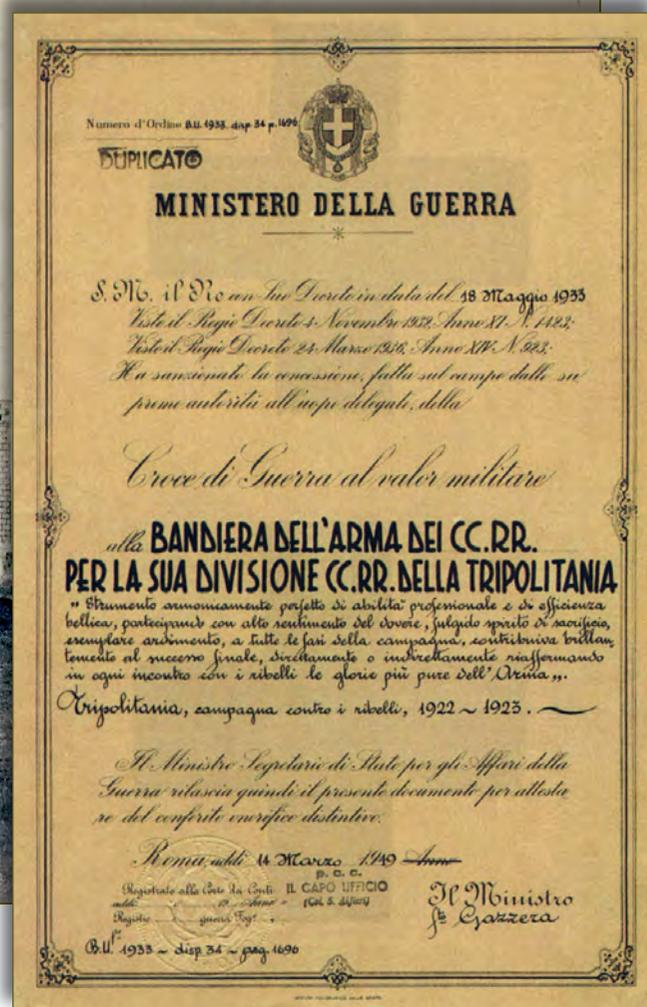 Numero d'Ordine B.U. 1933. disp. 34 p. 1696
DUPLICATO
MINISTERO DELLA GUERRA
S. M. il Re con Suo Decreto in data del 18 Maggio 1933
Visto il Regio Decreto 4 Novembre 1932, Anno XI - N. 1423;
Visto il Regio Decreto 24 Marzo 1936, Anno XIV N. 923;
Ha sanzionato la concessione, fatta sul campo dalle su
preme autorità all'uopo delegate, della
Croce di Guerra al valor militare
alla BANDIERA DELL'ARMA DEI CC.RR.
PER LA SUA DIVISIONE CC.RR. DELLA TRIPOLITANIA
" Strumento armonicamente perfetto di abilità professionale e di efficienza
bellica, partecipando con alto sentimento del dovere, fulgido spirito di sacrificio,
esemplare ardimento, a tutte le fasi della campagna, contribuiva brillan,
temente al successo finale, direttamente o indirettamente riaffermando
in ogni incontro con i ribelli le glorie più pure dell'Arma „.
Tripolitania, campagna contro i ribelli, 1922 ~ 1923.
Il Ministro Segretario di Stato per gli Affari della
Guerra rilascia quindi il presente documento per attesta
re del conferito onorifico distintivo.
Roma, addì 14 Marzo 1949 Anno
p. c. c.
Registrato alla Corte dei Conti IL CAPO UFFICIO
addì 19 Anno
Registro guerra Fog.
Il Ministro
Fto Gazzera
B.U. 1933 ~ disp. 34 ~ pag. 1696